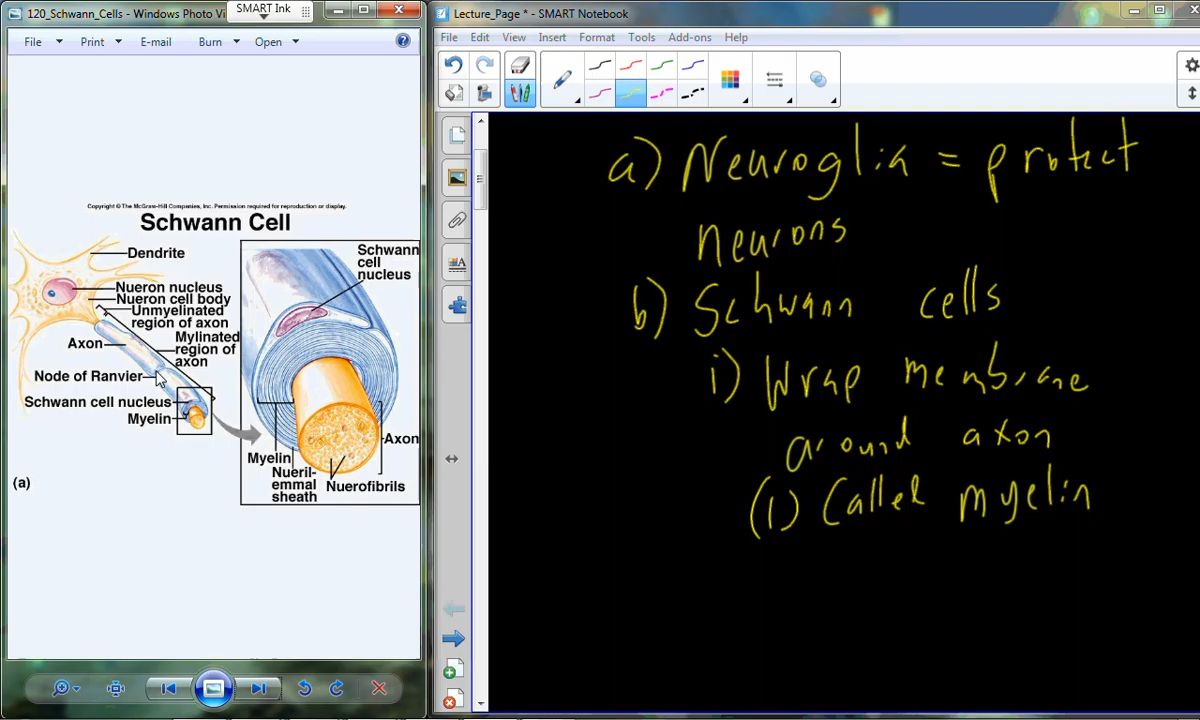 120_Schwann_Cells - Windows Photo Vi
SMART Ink
File Print E-mail Burn Open
Copyright © The McGraw-Hill Companies, Inc. Permission required for reproduction or display.
Schwann Cell
Dendrite
Nueron nucleus
Nueron cell body
Unmyelinated
region of axon
Axon
Mylinated
region of
axon
Node of Ranvier
Schwann cell nucleus
Myelin
(a)
Schwann
cell
nucleus
Axon
Myelin
Nueril-
emmal
sheath
Nuerofibrils
Lecture_Page * - SMART Notebook
File Edit View Insert Format Tools Add-ons Help
a) Neuroglia = protect
neurons
b) Schwann cells
i) Wrap membrane
around axon
(1) Called myelin